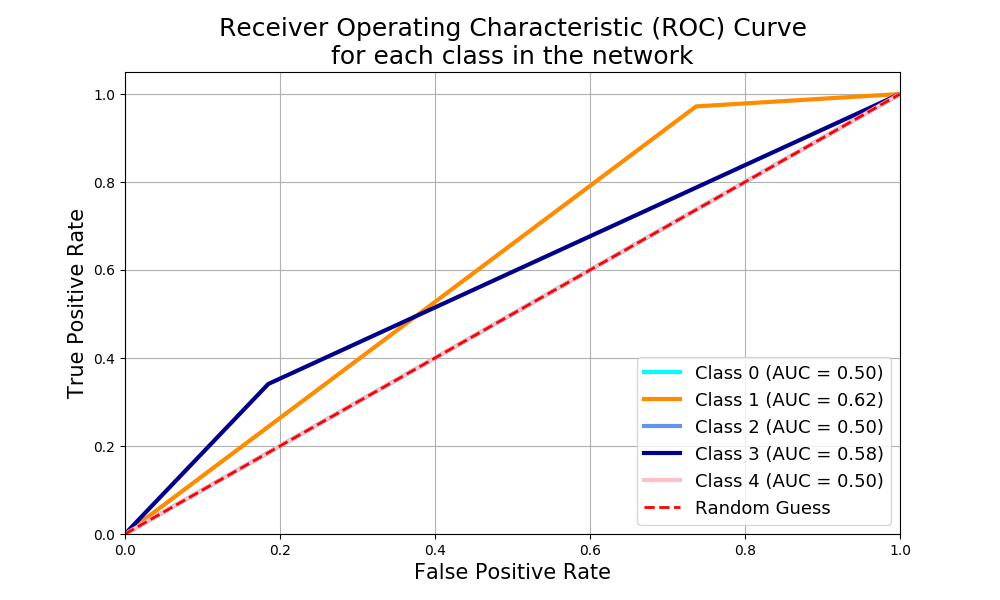 Receiver Operating Characteristic (ROC) Curve
for each class in the network
True Positive Rate
1.0
0.8
0.6
0.4
0.2
0.0
Class 0 (AUC = 0.50)
Class 1 (AUC = 0.62)
Class 2 (AUC = 0.50)
Class 3 (AUC = 0.58)
Class 4 (AUC = 0.50)
Random Guess
0.0 0.2 0.4 0.6 0.8 1.0
False Positive Rate